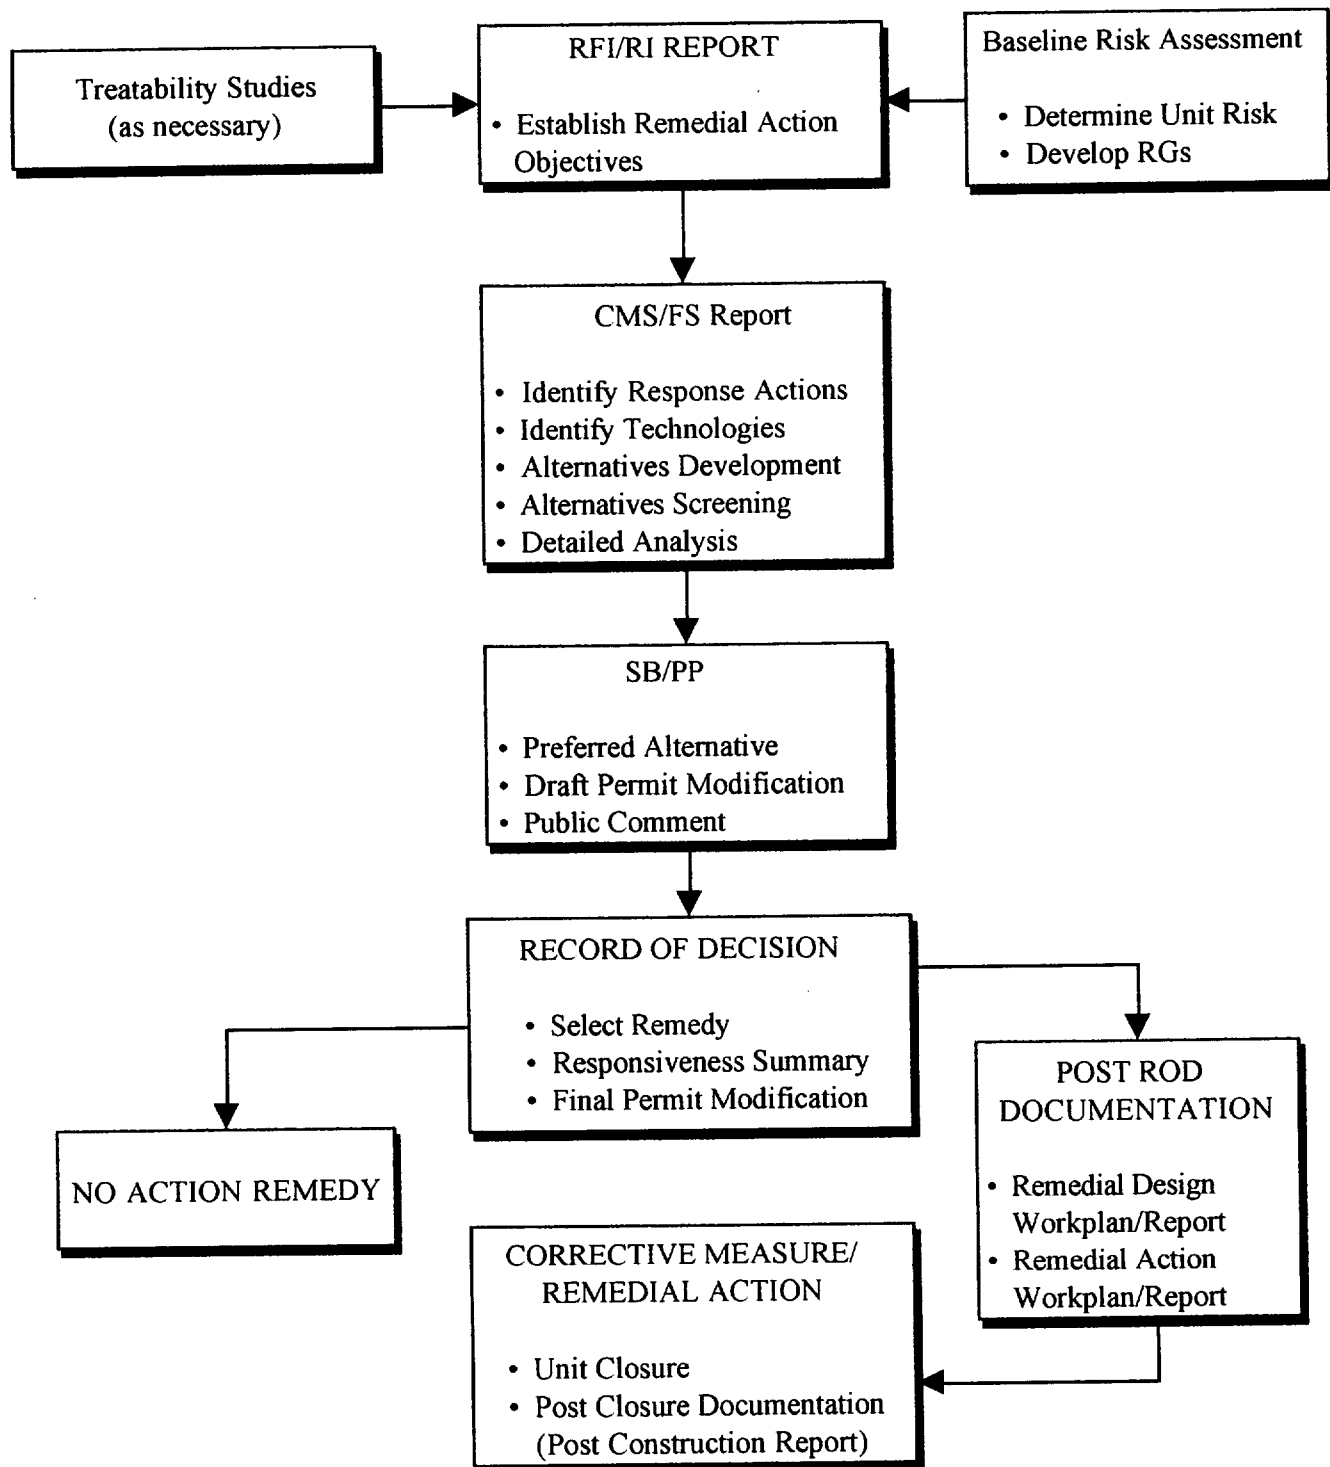 Treatability Studies
(as necessary)
RFI/RI REPORT
• Establish Remedial Action
Objectives
Baseline Risk Assessment
• Determine Unit Risk
• Develop RGs
CMS/FS Report
• Identify Response Actions
• Identify Technologies
• Alternatives Development
• Alternatives Screening
• Detailed Analysis
SB/PP
• Preferred Alternative
• Draft Permit Modification
• Public Comment
RECORD OF DECISION
• Select Remedy
• Responsiveness Summary
• Final Permit Modification
NO ACTION REMEDY
POST ROD
DOCUMENTATION
• Remedial Design
Workplan/Report
• Remedial Action
Workplan/Report
CORRECTIVE MEASURE/
REMEDIAL ACTION
• Unit Closure
• Post Closure Documentation
(Post Construction Report)